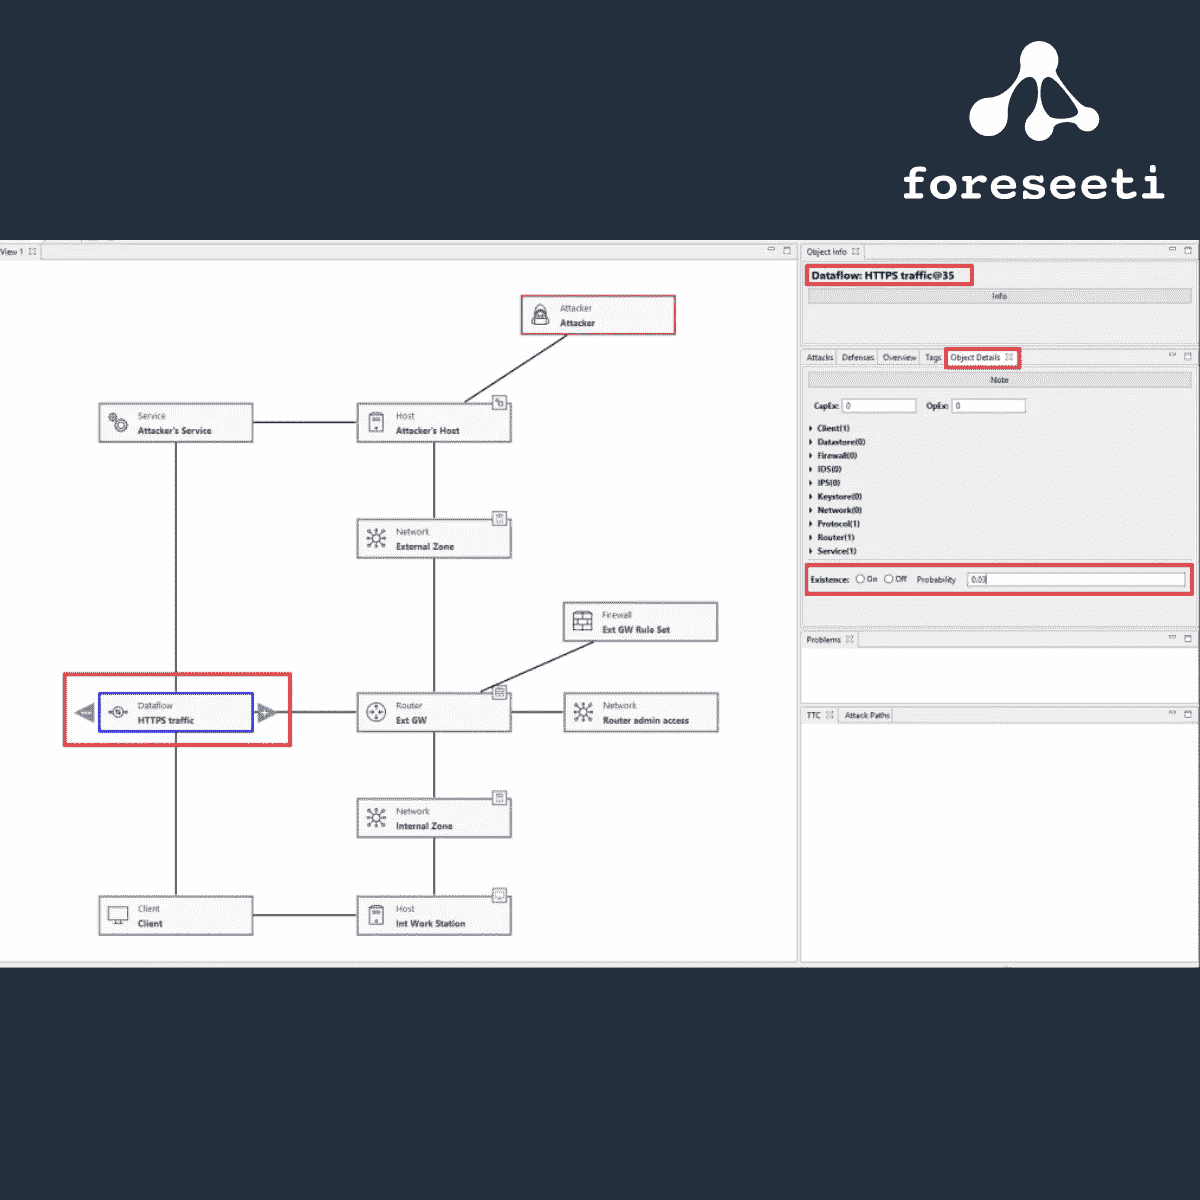 foreseeti
View 1
Attacker
Attacker
Service
Attacker's Service
Host
Attacker's Host
Network
External Zone
Firewall
Ext GW Rule Set
Dataflow
HTTPS traffic
Router
Ext GW
Network
Router admin access
Network
Internal Zone
Client
Client
Host
Int Work Station
Object Info
Dataflow: HTTPS traffic@35
Info
Attacks Defenses Overview Tags Object Details
Note
CapEx: 0 OpEx: 0
Client(1)
Datastore(0)
Firewall(0)
IDS(0)
IPS(0)
Keystore(0)
Network(0)
Protocol(1)
Router(1)
Service(1)
Existence: On Off Probability 0.03
Problems
TTC Attack Paths